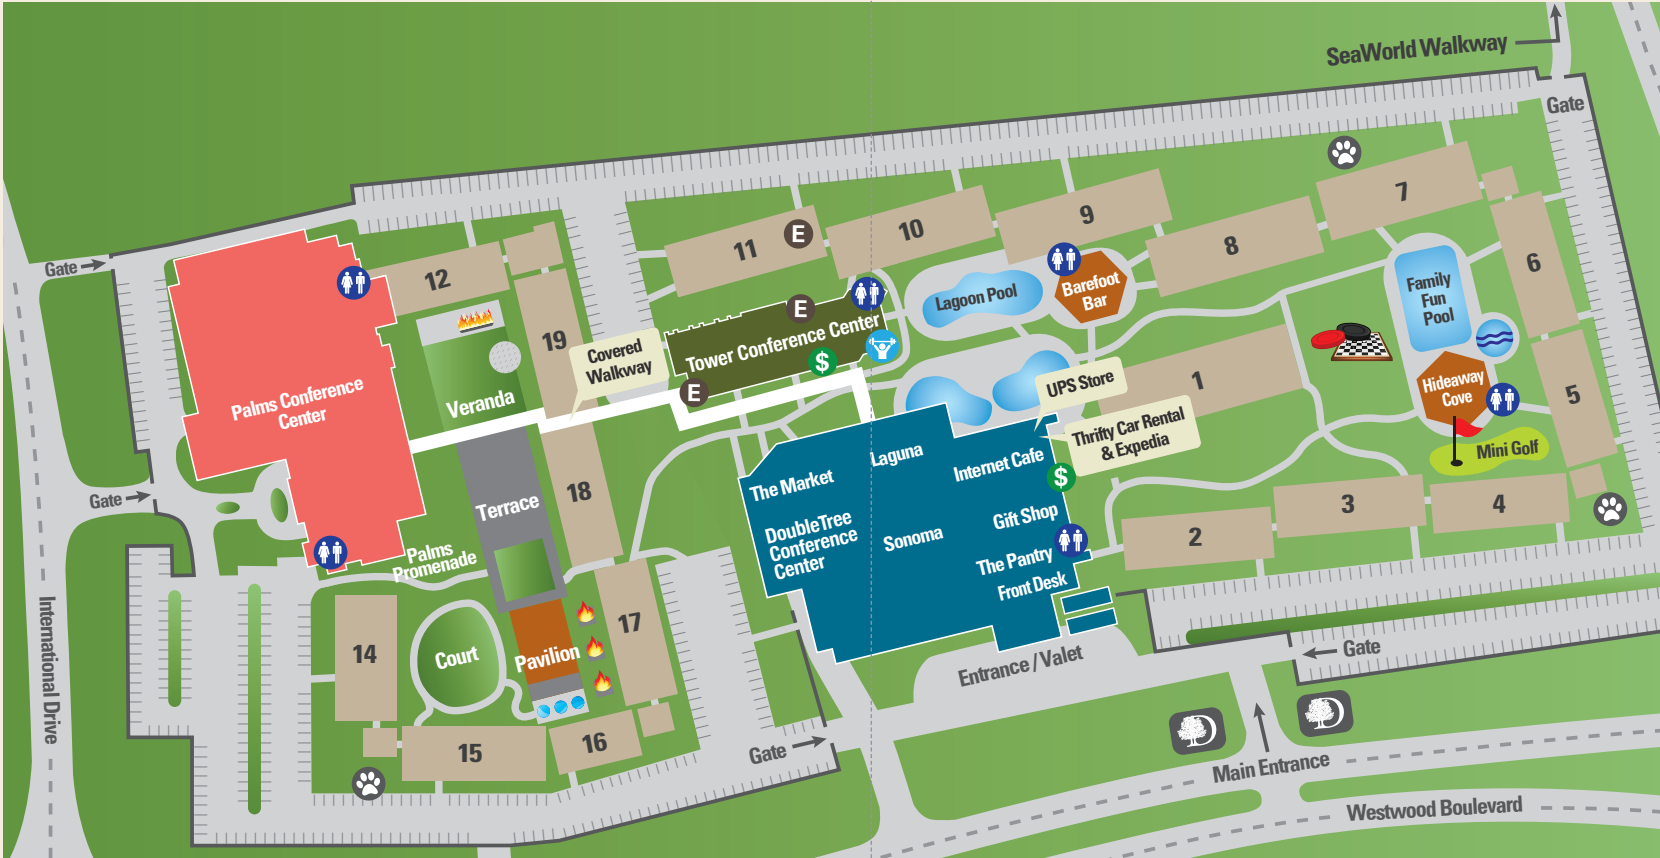 SeaWorld Walkway
Gate
7
9
10
11
E
8
6
Gate
12
Lagoon Pool
Barefoot
Bar
Family
Fun
Pool
E
Tower Conference Center
$
E
19
Covered
Walkway
Palms Conference
Center
Veranda
UPS Store
1
Hideaway
Cove
5
Thrifty Car Rental
& Expedia
Mini Golf
Laguna
Internet Cafe
$
The Market
Gate
Terrace
18
DoubleTree
Conference
Center
Sonoma
Gift Shop
The Pantry
Front Desk
2
3
4
Palms
Promenade
17
International Drive
14
Court
Pavilion
Entrance / Valet
Gate
15
16
Gate
D
D
Main Entrance
Westwood Boulevard